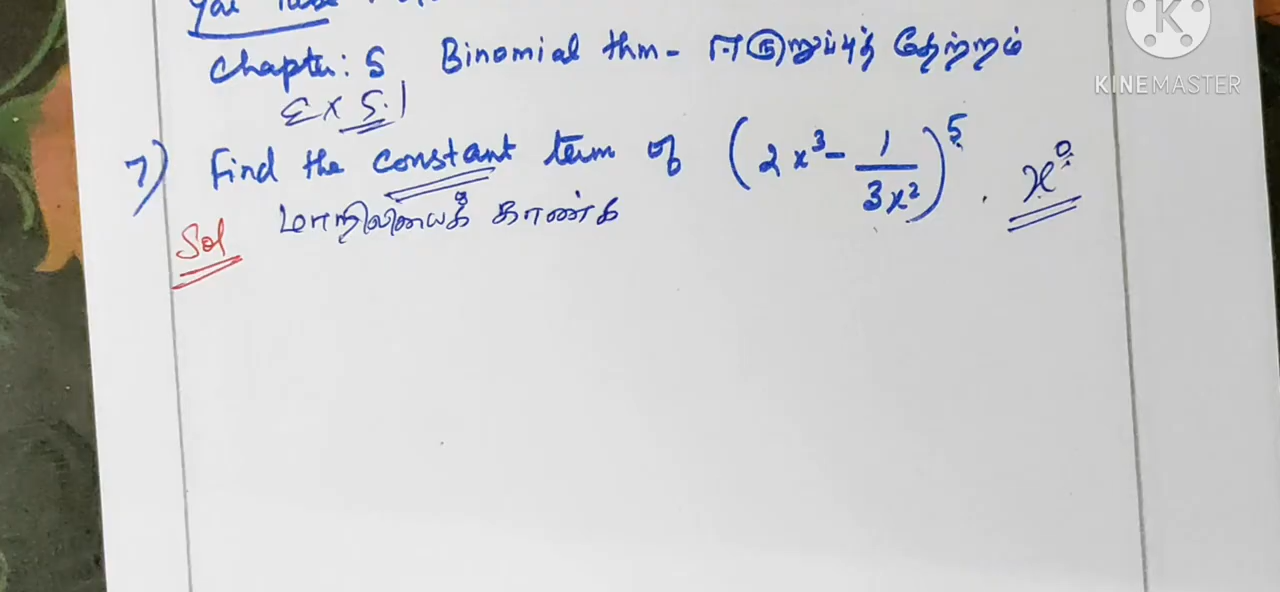 Chapter: 5 Binomial thm - ஈருறுப்புத் தேற்றம்
Ex 5.1
7) Find the constant term of (2x³ - 1/3x²)⁵. x⁰
மாறிலியைக் காண்க
Sol
K
KINEMASTER